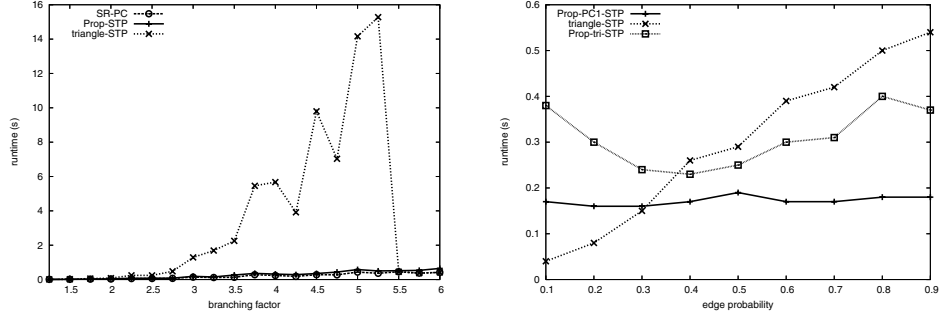 SR-PC
Prop-STP
triangle-STP
16
14
12
10
8
6
4
2
0
runtime (s)
1.5 2 2.5 3 3.5 4 4.5 5 5.5 6
branching factor
Prop-PC1-STP
triangle-STP
Prop-tri-STP
0.6
0.5
0.4
0.3
0.2
0.1
0
runtime (s)
0.1 0.2 0.3 0.4 0.5 0.6 0.7 0.8 0.9
edge probability